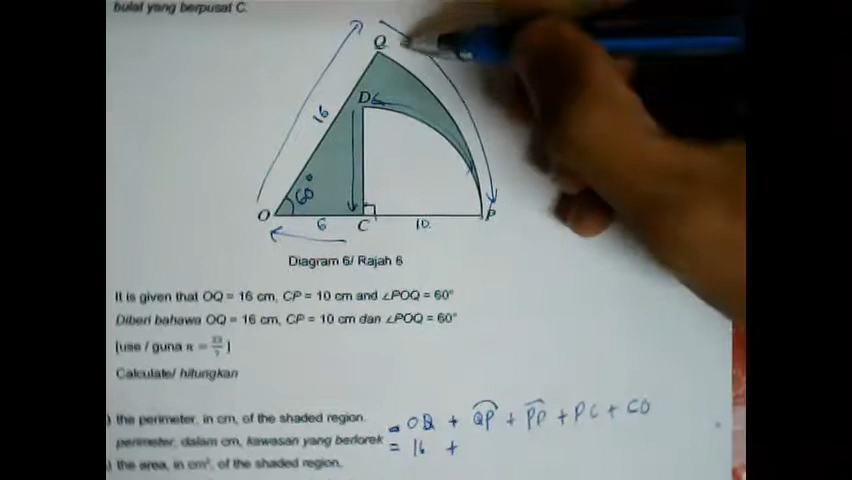 bulat yang berpusat C.
Q
16
D
60°
O
6
C
10
P
Diagram 6/ Rajah 6
It is given that OQ = 16 cm, CP = 10 cm and ∠POQ = 60°
Diberi bahawa OQ = 16 cm, CP = 10 cm dan ∠POQ = 60°
[use / guna π = 22/7]
Calculate/ hitungkan
) the perimeter, in cm, of the shaded region.
= OQ + QP + PD + DC + CO
perimeter, dalam cm, kawasan yang berlorek
= 16 +
) the area, in cm², of the shaded region.